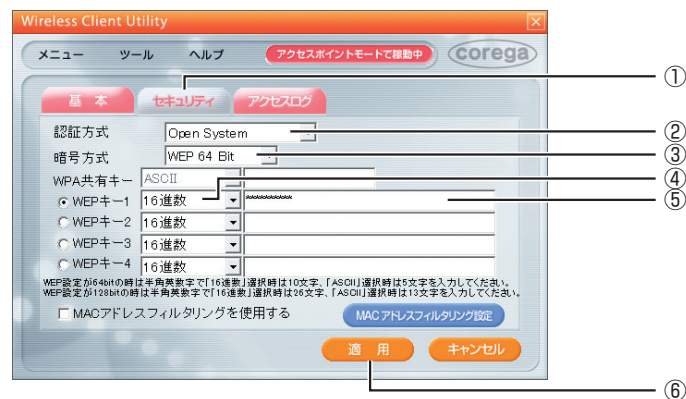 Wireless Client Utility
メニュー ツール ヘルプ アクセスポイントモードで稼動中 corega
①
基 本 セキュリティ アクセスログ
認証方式 Open System ②
暗号方式 WEP 64 Bit ③
WPA共有キー ASCII
④
WEPキー1 16進数 ********** ⑤
WEPキー2 16進数
WEPキー3 16進数
WEPキー4 16進数
WEP設定が64bitの時は半角英数字で「16進数」選択時は10文字、「ASCII」選択時は5文字を入力してください。
WEP設定が128bitの時は半角英数字で「16進数」選択時は26文字、「ASCII」選択時は13文字を入力してください。
MACアドレスフィルタリングを使用する MACアドレスフィルタリング設定
適 用 キャンセル
⑥